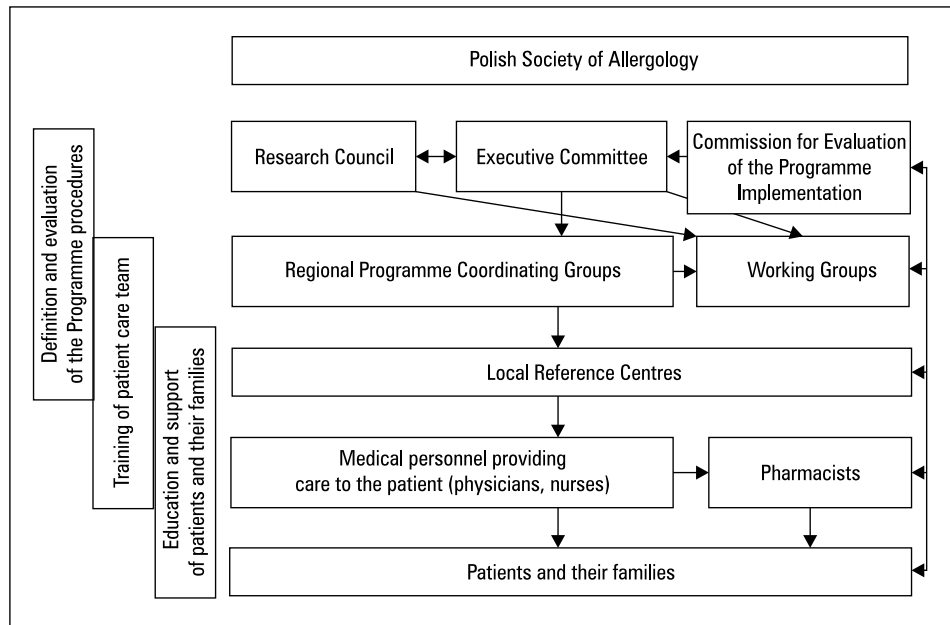 Polish Society of Allergology
Research Council
Executive Committee
Commission for Evaluation
of the Programme
Implementation
Regional Programme Coordinating Groups
Working Groups
Local Reference Centres
Medical personnel providing
care to the patient (physicians, nurses)
Pharmacists
Patients and their families
Definition and evaluation
of the Programme procedures
Training of patient care team
Education and support
of patients and their families